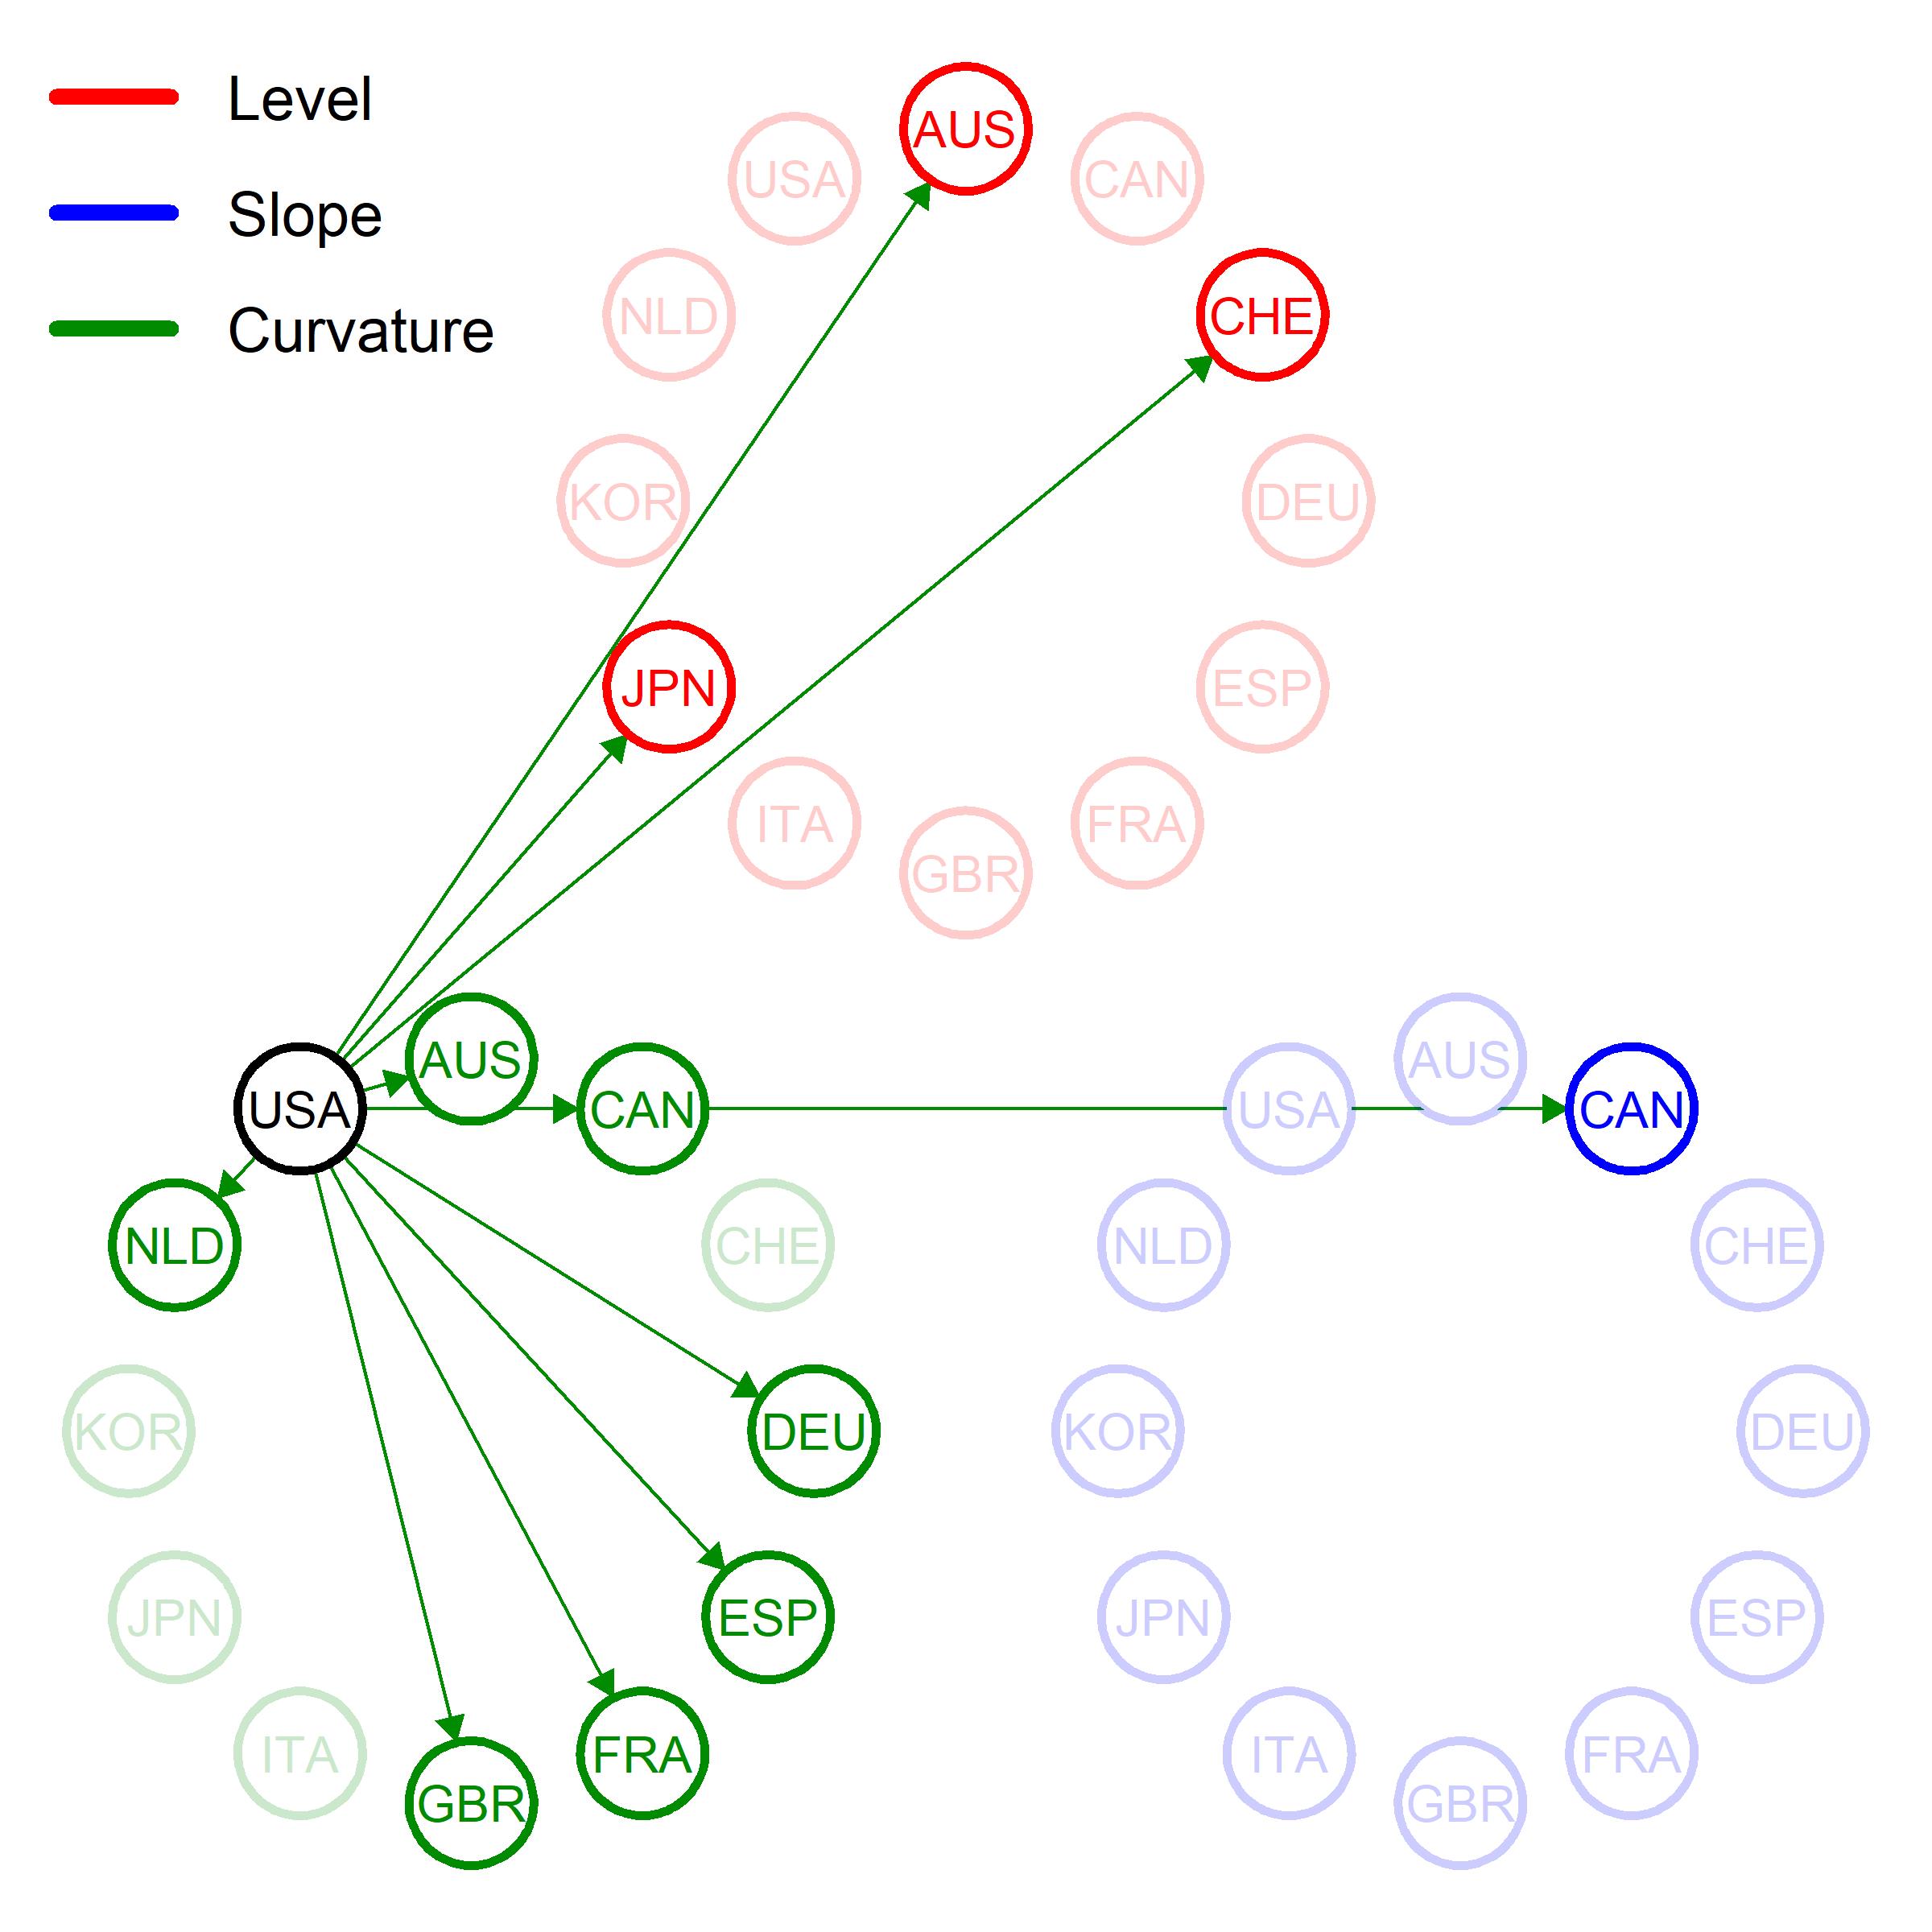 Level
Slope
Curvature
AUS
USA
CAN
NLD
CHE
KOR
DEU
JPN
ESP
ITA
FRA
GBR
AUS
USA
CAN
NLD
CHE
KOR
DEU
JPN
ESP
ITA
FRA
GBR
AUS
USA
CAN
NLD
CHE
KOR
DEU
JPN
ESP
ITA
FRA
GBR